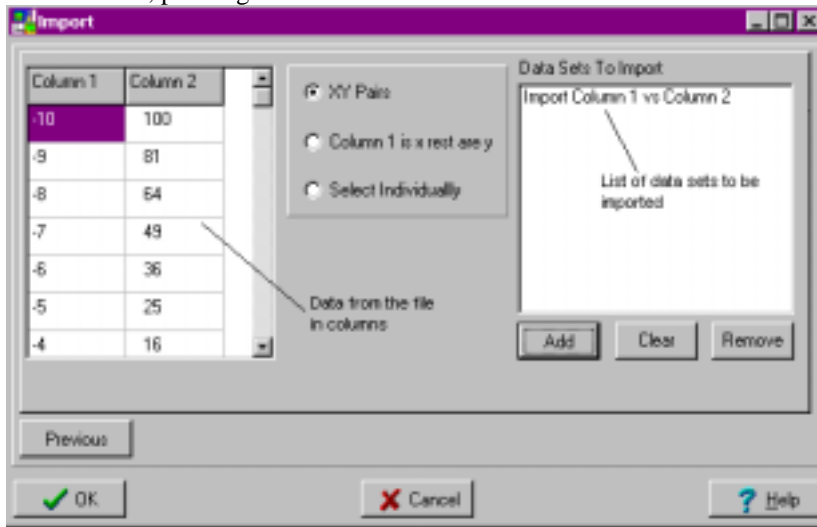 Import
Column 1 Column 2
-10 100
-9 81
-8 64
-7 49
-6 36
-5 25
-4 16
XY Pairs
Column 1 is x rest are y
Select Individually
Data from the file
in columns
Data Sets To Import
Import Column 1 vs Column 2
List of data sets to be
imported
Add Clear Remove
Previous
OK Cancel Help